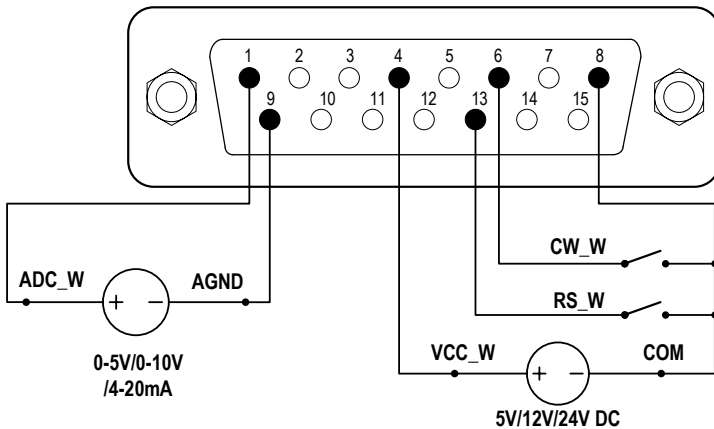 1 2 3 4 5 6 7 8
9 10 11 12 13 14 15
CW_W
ADC_W AGND
RS_W
0-5V/0-10V
/4-20mA
VCC_W COM
5V/12V/24V DC